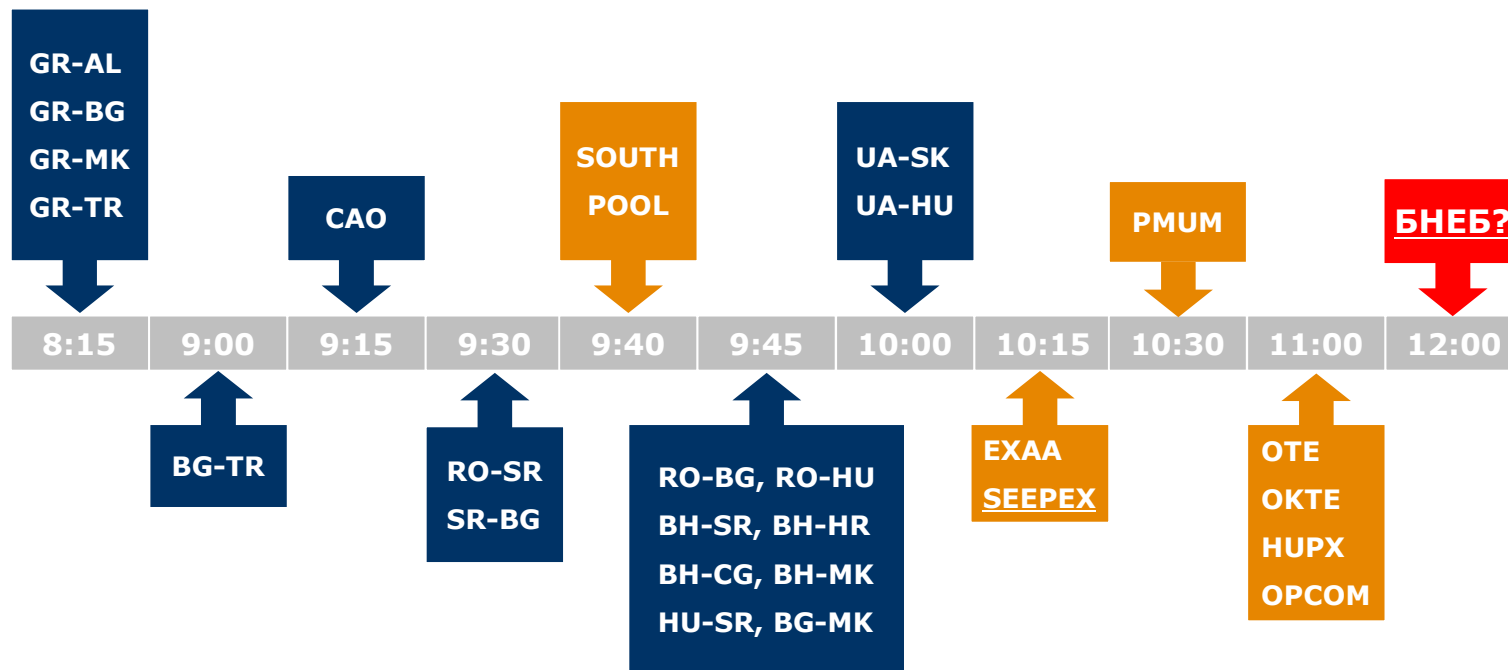 GR-AL
GR-BG
GR-MK
GR-TR
CAO
SOUTH
POOL
UA-SK
UA-HU
PMUM
БНЕБ?
8:15 9:00 9:15 9:30 9:40 9:45 10:00 10:15 10:30 11:00 12:00
BG-TR
RO-SR
SR-BG
RO-BG, RO-HU
BH-SR, BH-HR
BH-CG, BH-MK
HU-SR, BG-MK
EXAA
SEEPEX
OTE
OKTE
HUPX
OPCOM